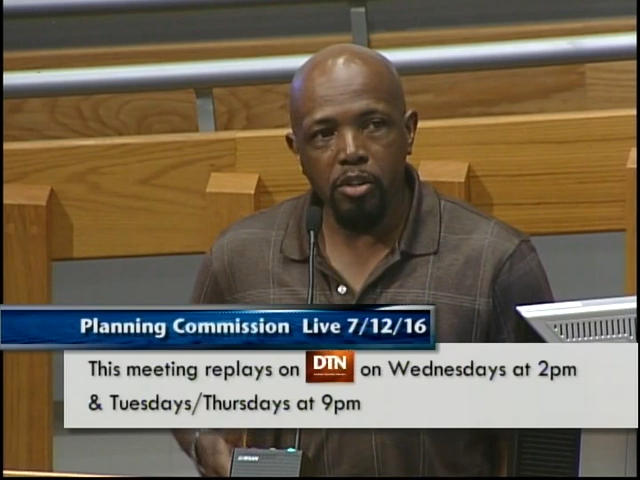 Planning Commission Live 7/12/16
This meeting replays on DTN on Wednesdays at 2pm
& Tuesdays/Thursdays at 9pm